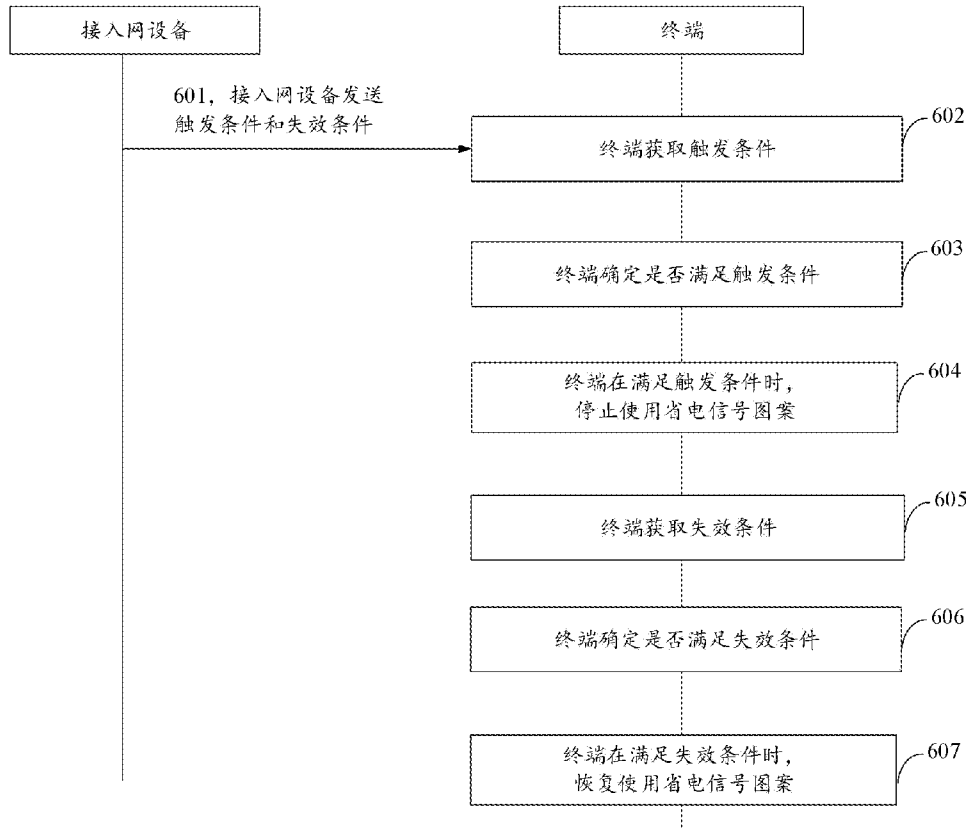 接入网设备
终端
601，接入网设备发送
触发条件和失效条件
602
终端获取触发条件
603
终端确定是否满足触发条件
604
终端在满足触发条件时，
停止使用省电信号图案
605
终端获取失效条件
606
终端确定是否满足失效条件
607
终端在满足失效条件时，
恢复使用省电信号图案